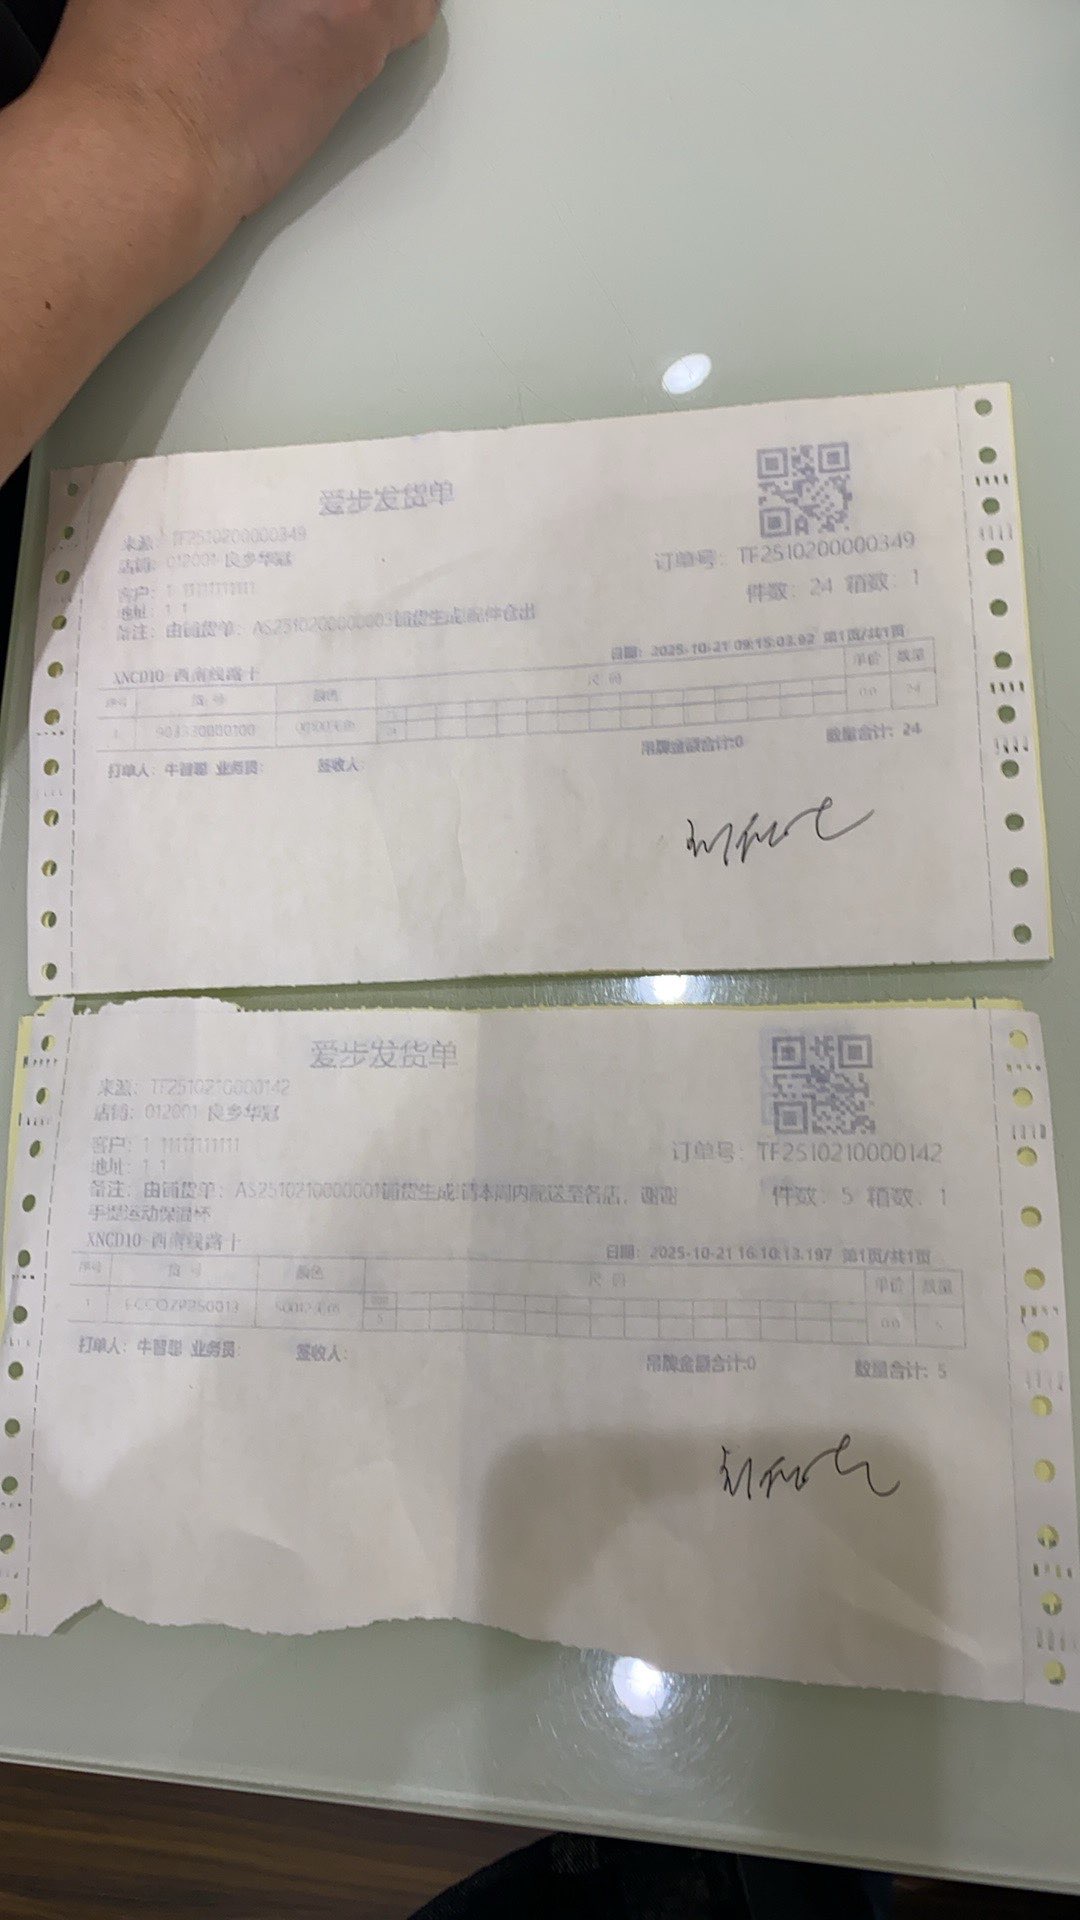 爱步发货单
来源：TF2510200000349
店铺：012001 良乡华冠
订单号：TF2510200000349
客户：1 11111111111
件数：24 箱数：1
地址：1 1
备注：由铺货单：AS2510200000003铺货生成!配件仓出
日期：2025-10-21 09:15:03.92 第1页/共1页
XNCD10 西南线路十
序号 货号 颜色 尺码 单价 数量
1 903330000100 0.0 24
24
吊牌金额合计:0 数量合计：24
打单人：牛智聪 业务员： 签收人：
爱步发货单
来源：TF2510210000142
店铺：012001 良乡华冠
客户：1 11111111111
订单号：TF2510210000142
地址：1 1
备注：由铺货单：AS2510210000001铺货生成!请本周内配送至各店，谢谢
件数：5 箱数：1
手提运动保温杯
XNCD10 西南线路十
日期：2025-10-21 16:10:13.197 第1页/共1页
序号 货号 颜色 尺码 单价 数量
1 0.0 5
5
打单人：牛智聪 业务员： 签收人：
吊牌金额合计:0 数量合计：5